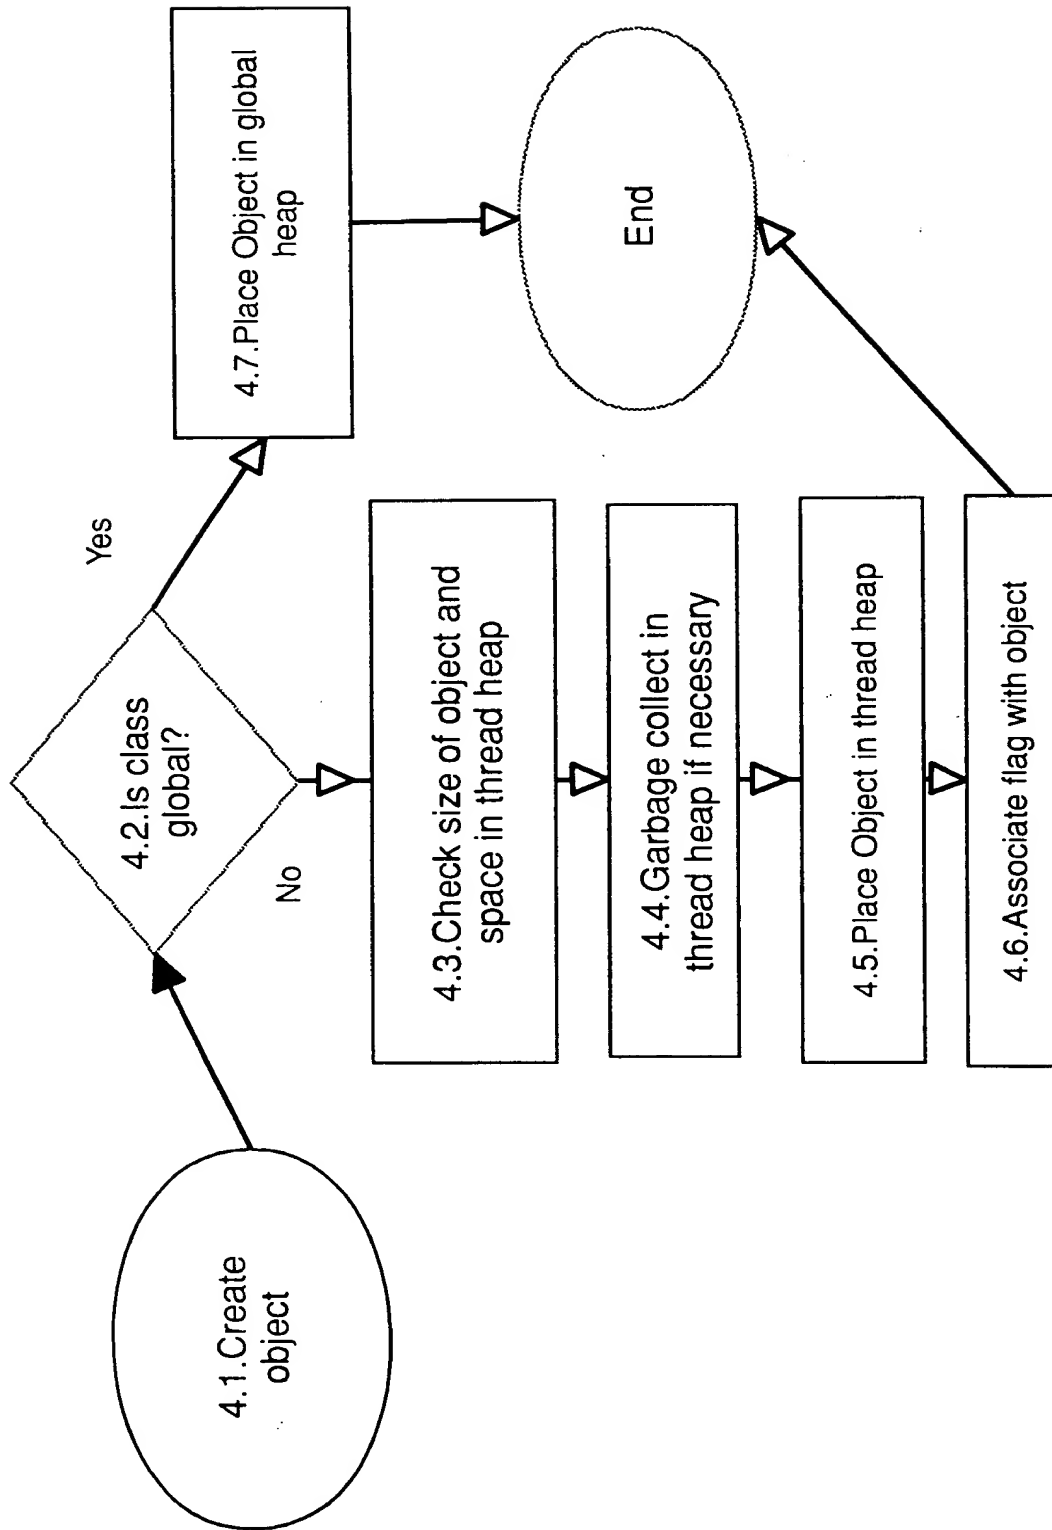 4.1.Create
object
4.2.Is class
global?
Yes
No
4.7.Place Object in global
heap
4.3.Check size of object and
space in thread heap
4.4.Garbage collect in
thread heap if necessary
4.5.Place Object in thread heap
4.6.Associate flag with object
End